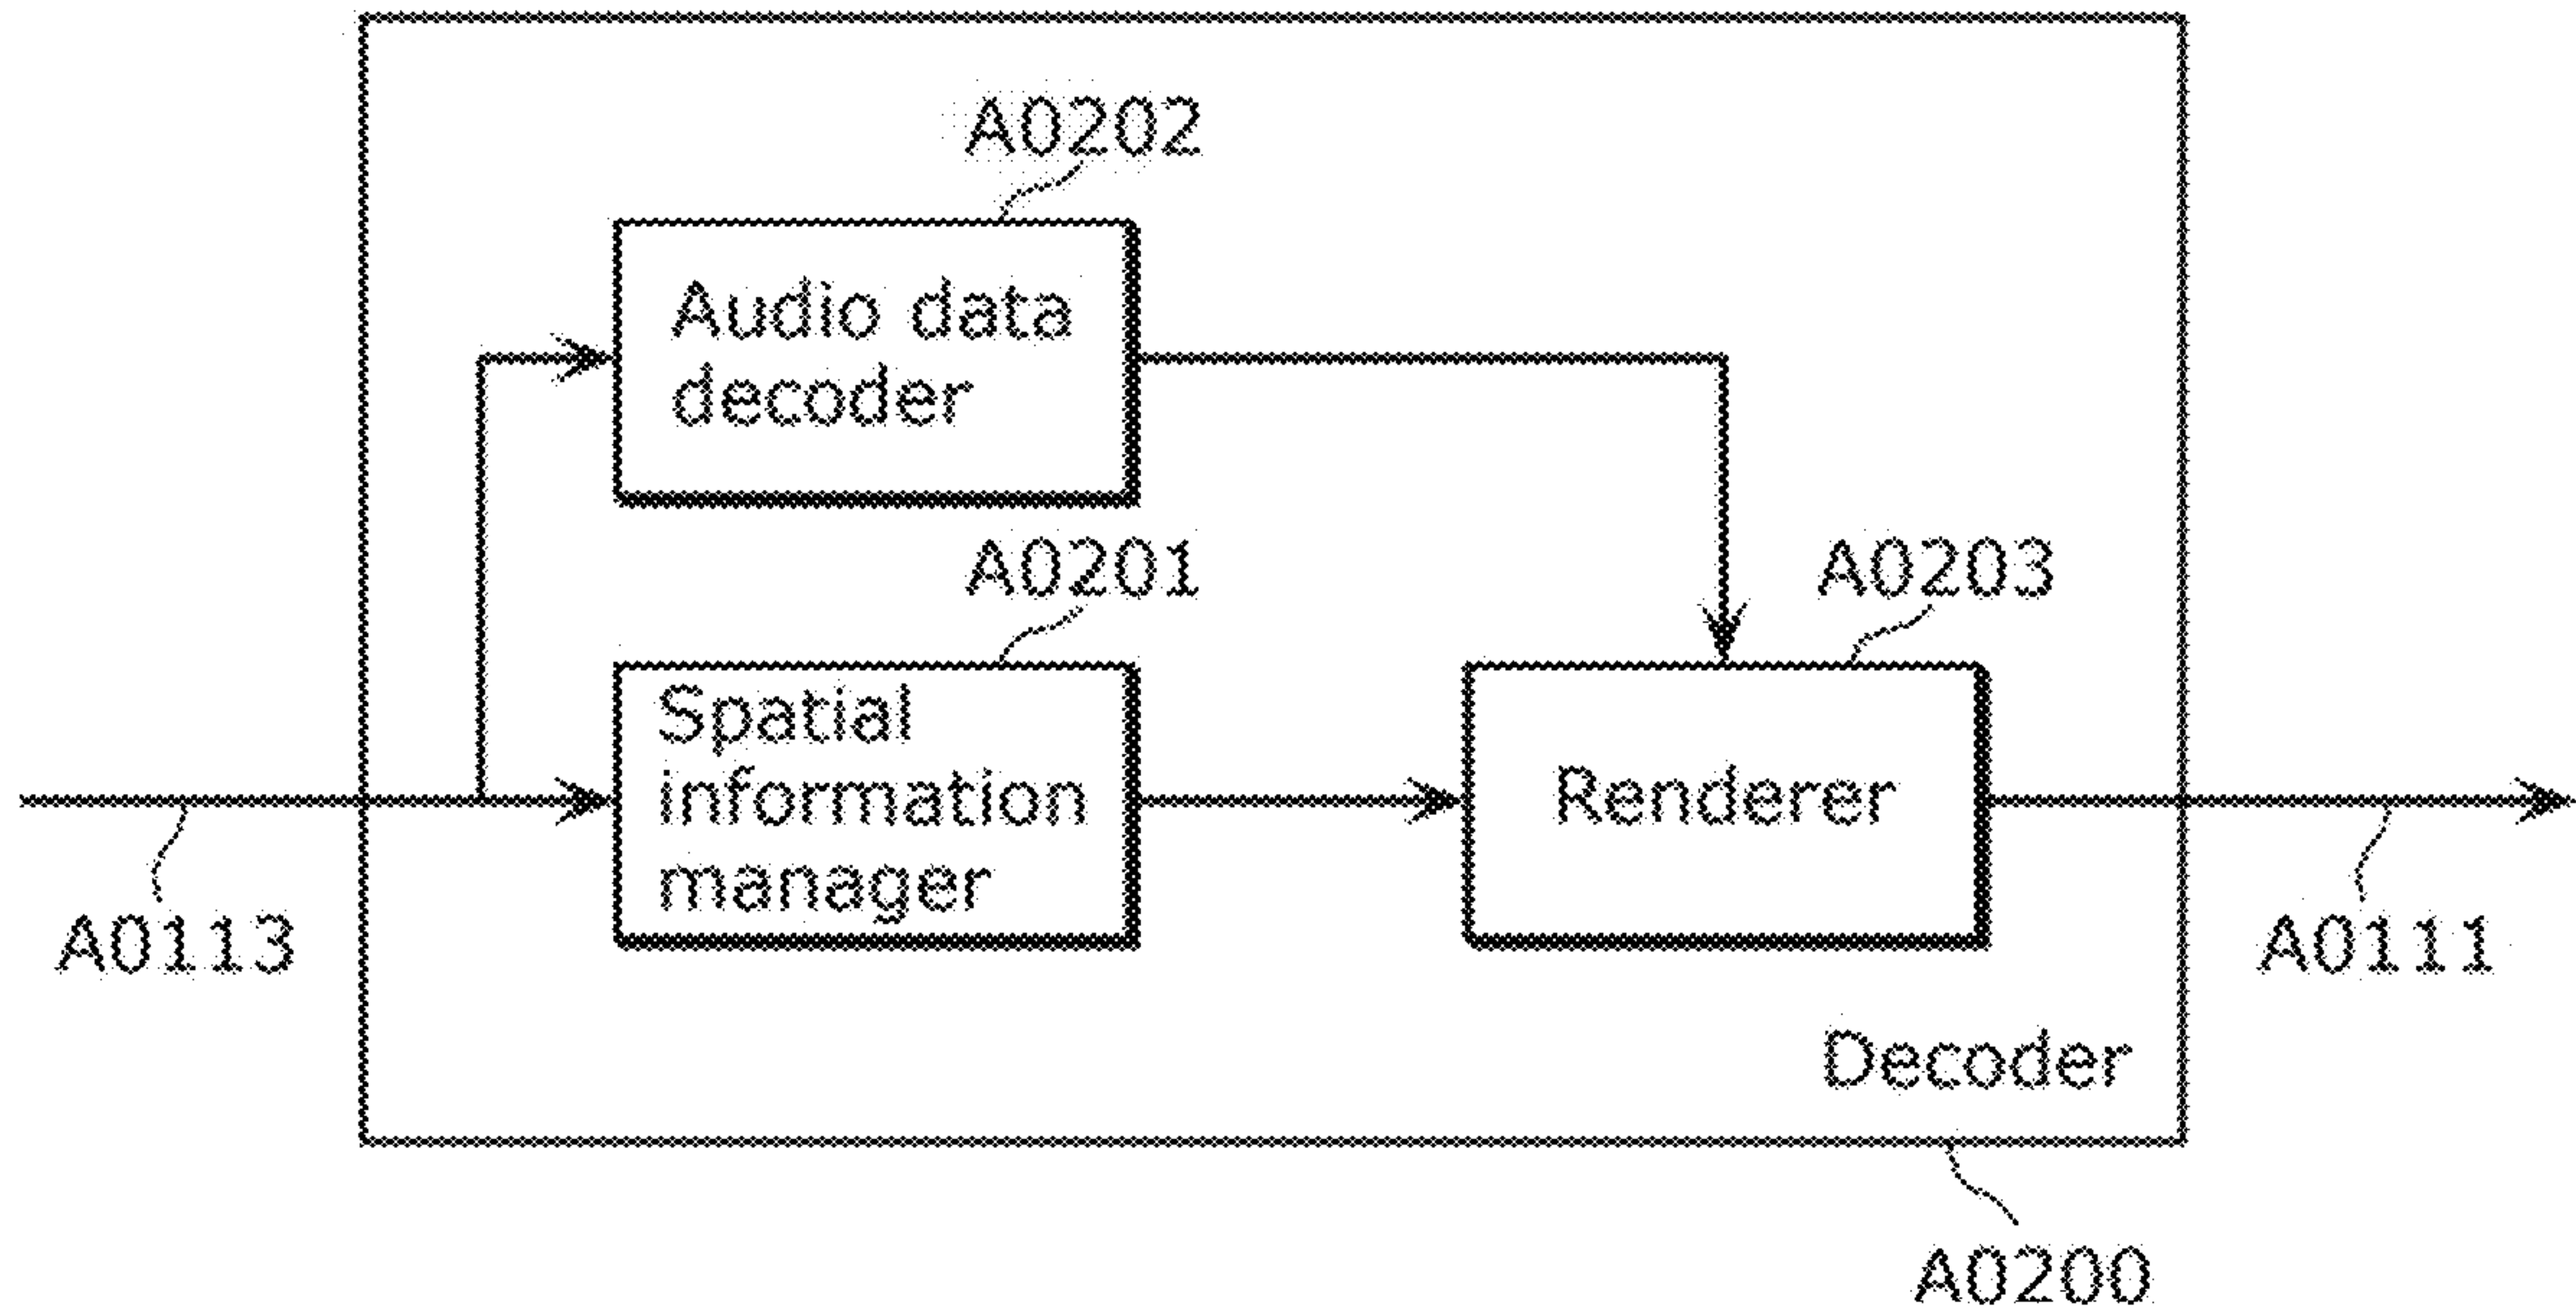 A0202
Audio data
decoder
A0201
A0203
Spatial
information
manager
Renderer
A0113
A0111
Decoder
A0200